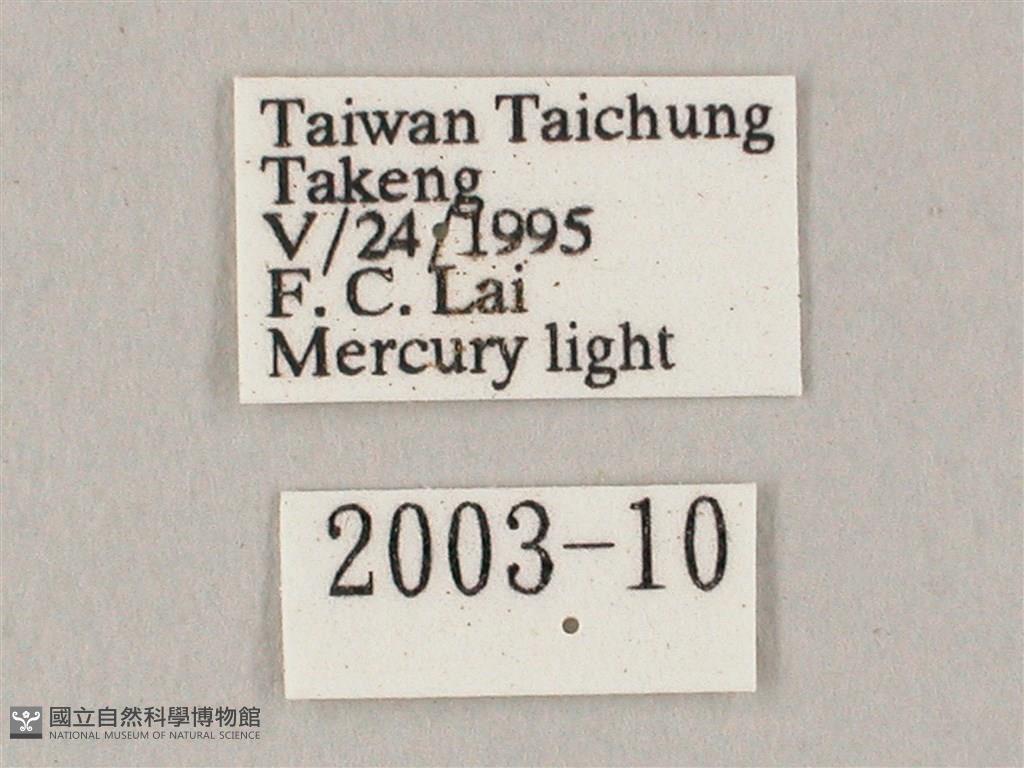 Taiwan Taichung
Takeng
V/24/1995
F. C. Lai
Mercury light
2003-10
國立自然科學博物館
NATIONAL MUSEUM OF NATURAL SCIENCE